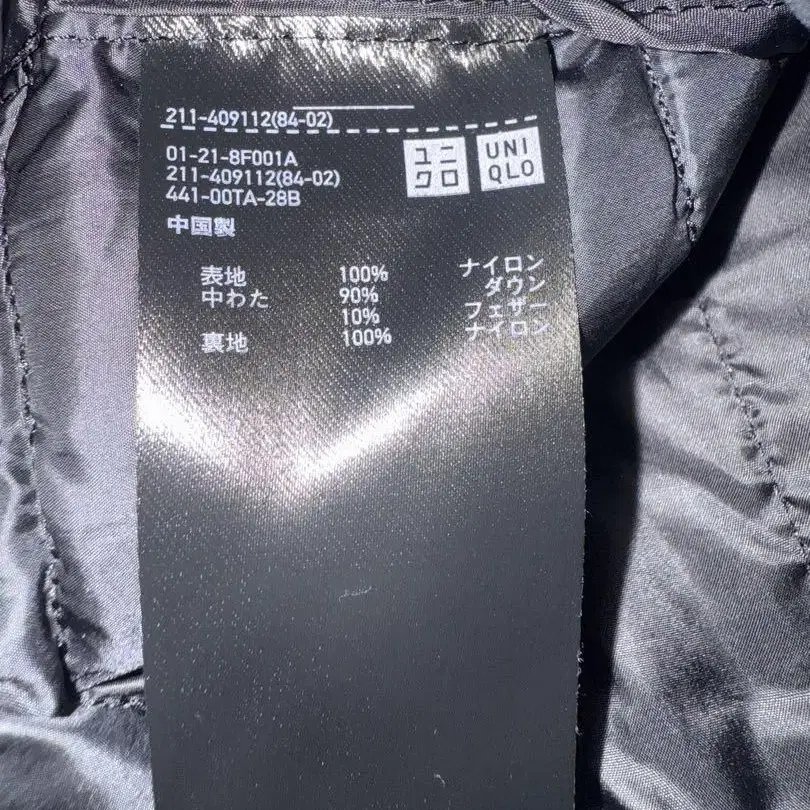 211-409112(84-02)
01-21-8F001A
211-409112(84-02)
441-00TA-28B
ユニクロ
UNIQLO
中国製
表地 100% ナイロン
中わた 90% ダウン
10% フェザー
裏地 100% ナイロン